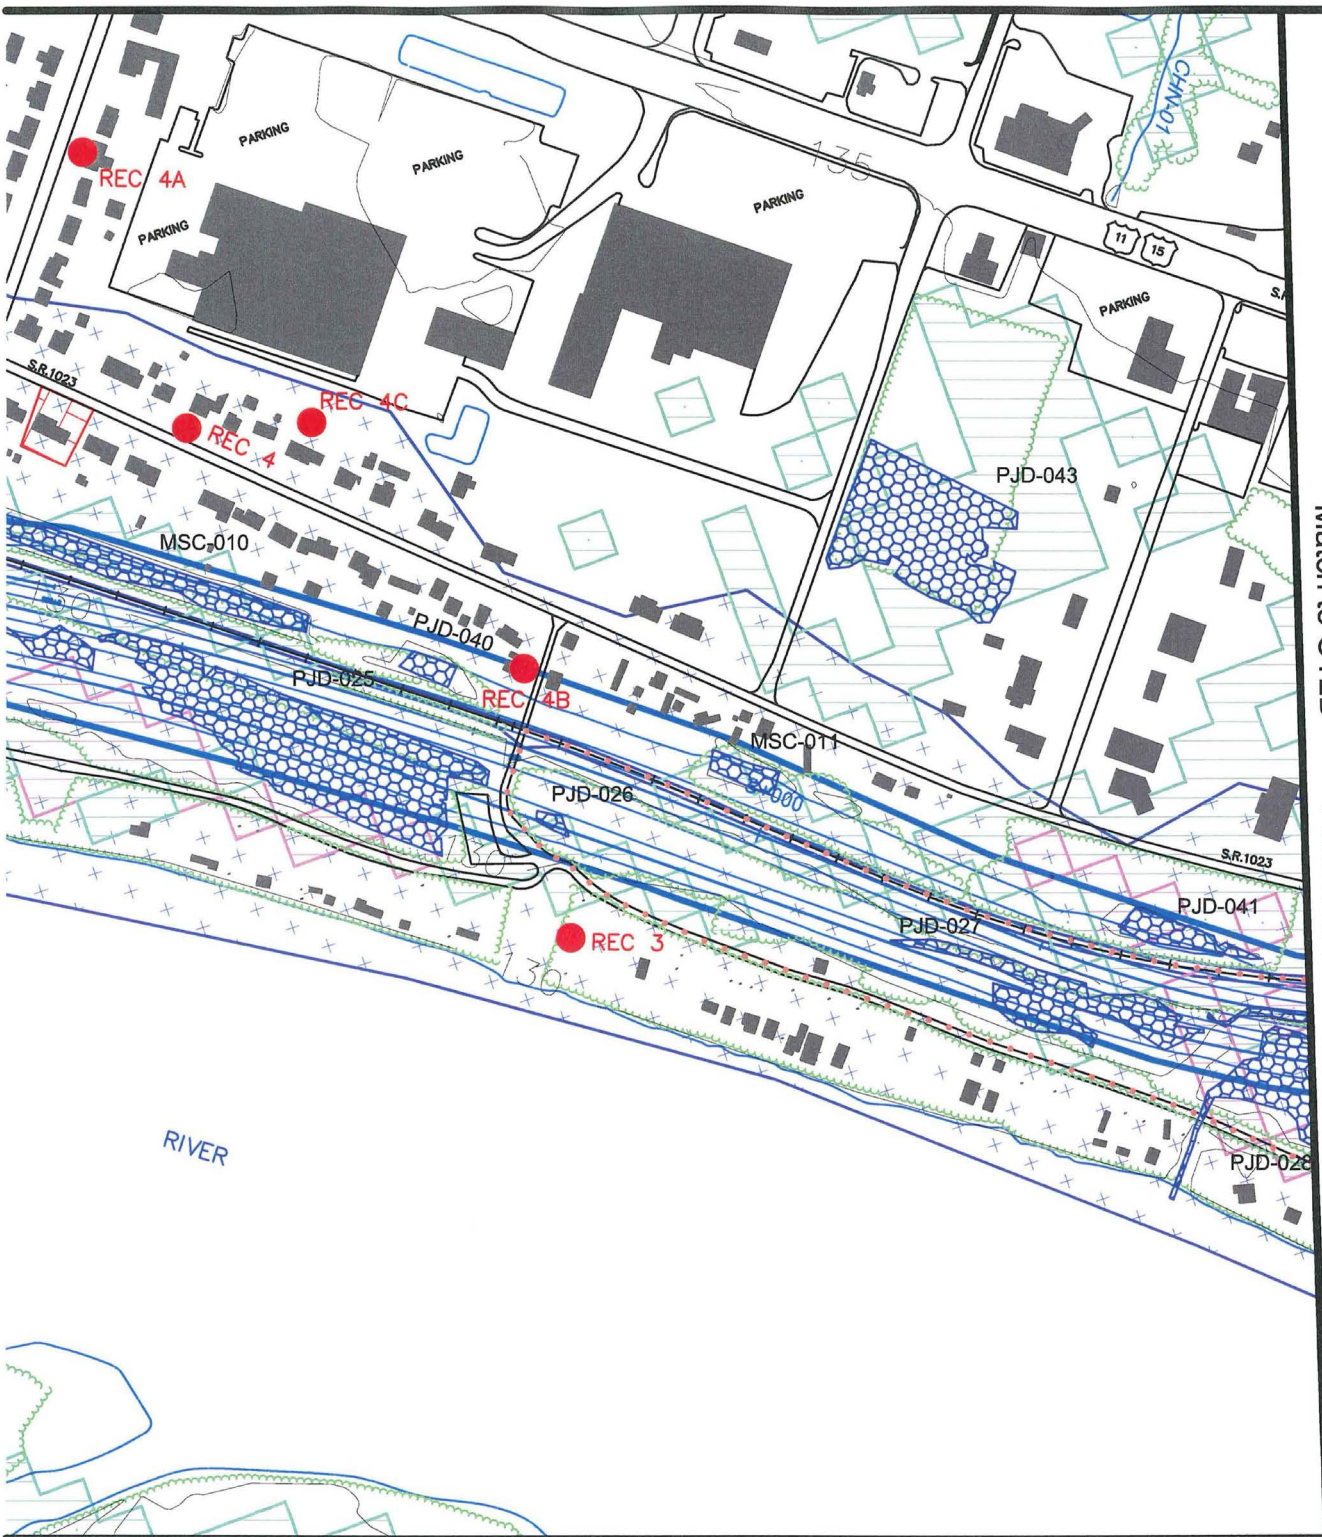 CHN-01
PARKING
PARKING
135
REC 4A
PARKING
PARKING
11
15
PARKING
S.R.1023
REC 4C
REC 4
PJD-043
MSC-010
130
PJD-040
PJD-025
REC 4B
MSC-011
PJD-026
S.R.1023
PJD-041
PJD-027
REC 3
RIVER
PJD-028